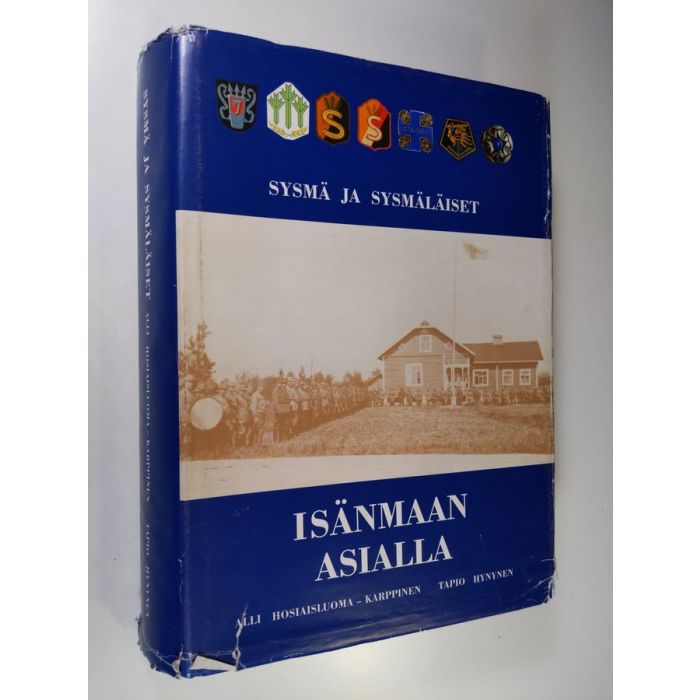 SYSMÄ JA SYSMÄLÄISET
ISÄNMAAN
ASIALLA
ALLI HOSIAISLUOMA – KARPPINEN TAPIO HYNYNEN
SYSMÄ JA SYSMÄLÄISET ALLI HOSIAISLUOMA – KARPPINEN TAPIO HYNYNEN
J
S
S